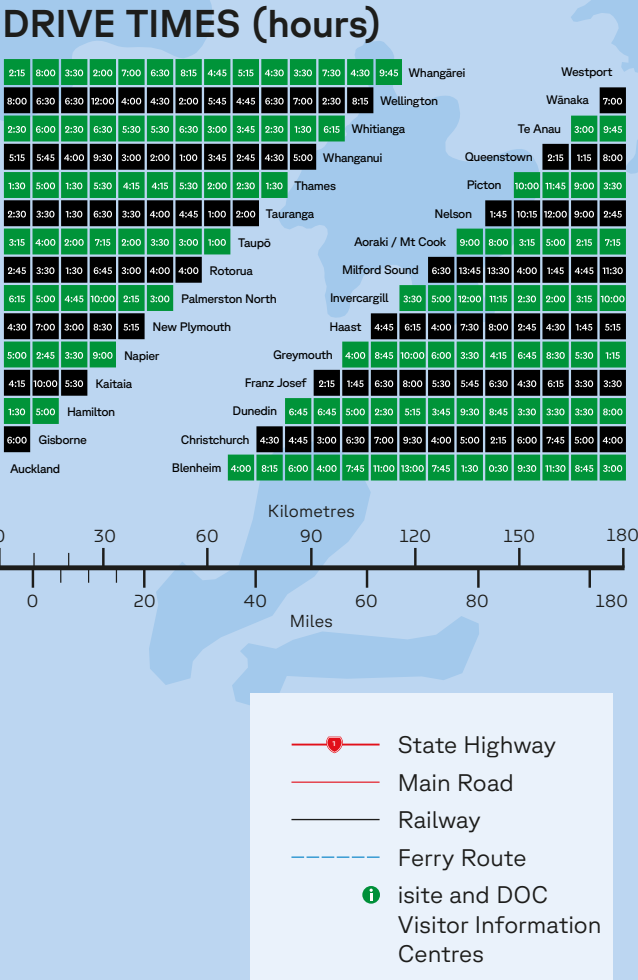 DRIVE TIMES (hours)
2:15 8:00 3:30 2:00 7:00 6:30 8:15 4:45 5:15 4:30 3:30 7:30 4:30 9:45 Whangārei Westport
8:00 6:30 6:30 12:00 4:00 4:30 2:00 5:45 4:45 6:30 7:00 2:30 8:15 Wellington Wānaka 7:00
2:30 6:00 2:30 6:30 5:30 5:30 6:30 3:00 3:45 2:30 1:30 6:15 Whitianga Te Anau 3:00 9:45
5:15 5:45 4:00 9:30 3:00 2:00 1:00 3:45 2:45 4:30 5:00 Whanganui Queenstown 2:15 1:15 8:00
1:30 5:00 1:30 5:30 4:15 4:15 5:30 2:00 2:30 1:30 Thames Picton 10:00 11:45 9:00 3:30
2:30 3:30 1:30 6:30 3:30 4:00 4:45 1:00 2:00 Tauranga Nelson 1:45 10:15 12:00 9:00 2:45
3:15 4:00 2:00 7:15 2:00 3:30 3:00 1:00 Taupō Aoraki / Mt Cook 9:00 8:00 3:15 5:00 2:15 7:15
2:45 3:30 1:30 6:45 3:00 4:00 4:00 Rotorua Milford Sound 6:30 13:45 13:30 4:00 1:45 4:45 11:30
6:15 5:00 4:45 10:00 2:15 3:00 Palmerston North Invercargill 3:30 5:00 12:00 11:15 2:30 2:00 3:15 10:00
4:30 7:00 3:00 8:30 5:15 New Plymouth Haast 4:45 6:15 4:00 7:30 8:00 2:45 4:30 1:45 5:15
5:00 2:45 3:30 9:00 Napier Greymouth 4:00 8:45 10:00 6:00 3:30 4:15 6:45 8:30 5:30 1:15
4:15 10:00 5:30 Kaitaia Franz Josef 2:15 1:45 6:30 8:00 5:30 5:45 6:30 4:30 6:15 3:30 3:30
1:30 5:00 Hamilton Dunedin 6:45 6:45 5:00 2:30 5:15 3:45 9:30 8:45 3:30 3:30 3:30 8:00
6:00 Gisborne Christchurch 4:30 4:45 3:00 6:30 7:00 9:30 4:00 5:00 2:15 6:00 7:45 5:00 4:00
Auckland Blenheim 4:00 8:15 6:00 4:00 7:45 11:00 13:00 7:45 1:30 0:30 9:30 11:30 8:45 3:00
Kilometres
0 30 60 90 120 150 180
0 20 40 60 80 180
Miles
1 State Highway
Main Road
Railway
Ferry Route
i isite and DOC
Visitor Information
Centres